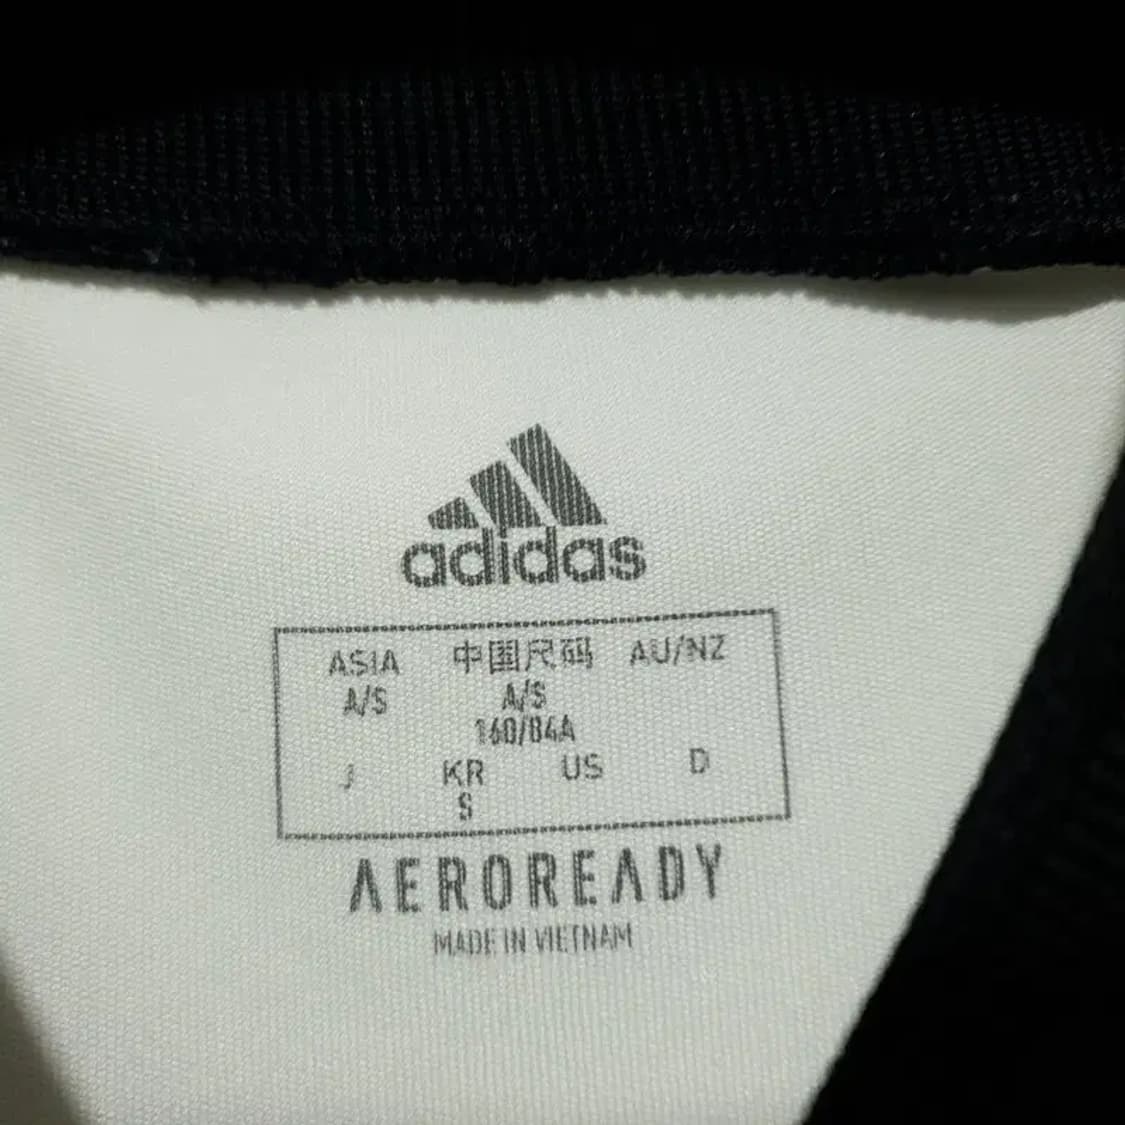 adidas
ASIA 中国尺码 AU/NZ
A/S A/S
160/84A
J KR US D
S
AEROREADY
MADE IN VIETNAM